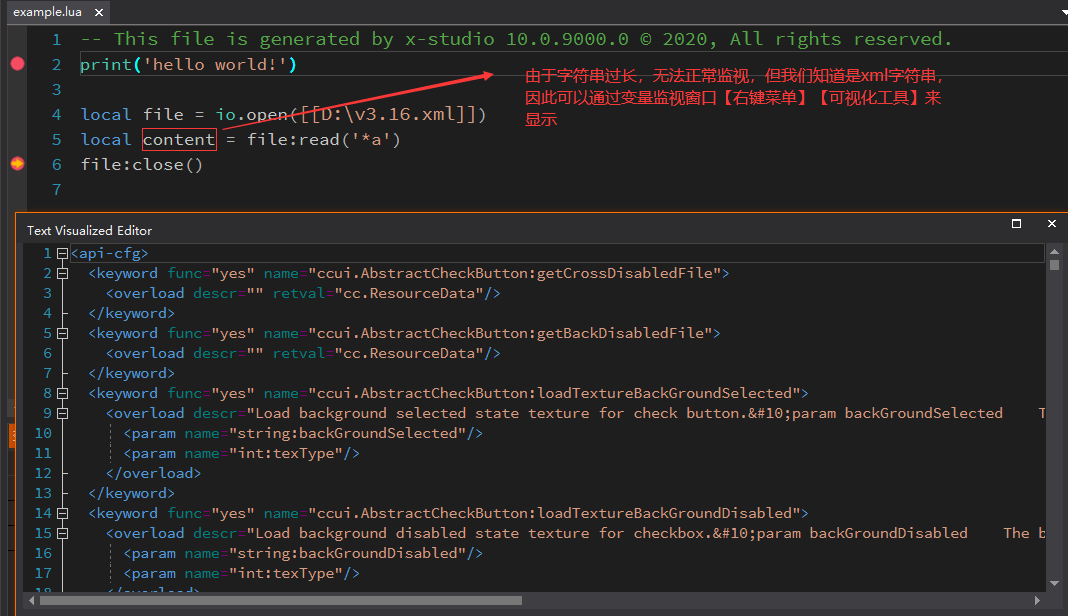 example.lua ×
1 -- This file is generated by x-studio 10.0.9000.0 © 2020, All rights reserved.
2 print('hello world!')
3
4 local file = io.open([[D:\v3.16.xml]])
5 local content = file:read('*a')
6 file:close()
7
由于字符串过长，无法正常监视，但我们知道是xml字符串，
因此可以通过变量监视窗口【右键菜单】【可视化工具】来
显示
Text Visualized Editor
1 <api-cfg>
2 <keyword func="yes" name="ccui.AbstractCheckButton:getCrossDisabledFile">
3 <overload descr="" retval="cc.ResourceData"/>
4 </keyword>
5 <keyword func="yes" name="ccui.AbstractCheckButton:getBackDisabledFile">
6 <overload descr="" retval="cc.ResourceData"/>
7 </keyword>
8 <keyword func="yes" name="ccui.AbstractCheckButton:loadTextureBackGroundSelected">
9 <overload descr="Load background selected state texture for check button.&#10;param backGroundSelected T
10 <param name="string:backGroundSelected"/>
11 <param name="int:texType"/>
12 </overload>
13 </keyword>
14 <keyword func="yes" name="ccui.AbstractCheckButton:loadTextureBackGroundDisabled">
15 <overload descr="Load background disabled state texture for checkbox.&#10;param backGroundDisabled The b
16 <param name="string:backGroundDisabled"/>
17 <param name="int:texType"/>
18 </overload>